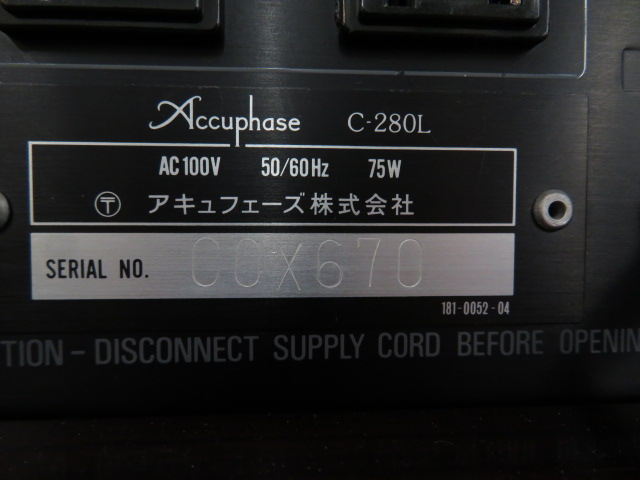 Accuphase C-280L
AC100V 50/60Hz 75W
〒 アキュフェーズ株式会社
SERIAL NO. CCX670
181-0052-04
TION - DISCONNECT SUPPLY CORD BEFORE OPENIN